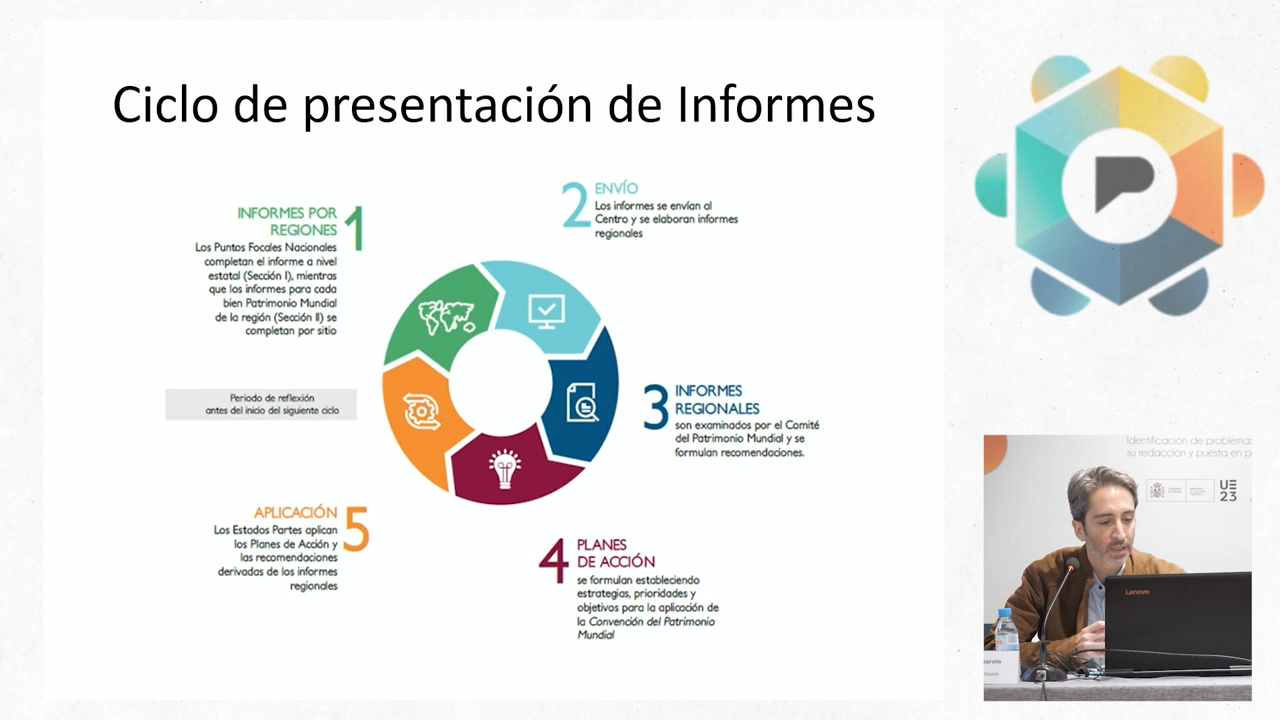 Ciclo de presentación de Informes
INFORMES POR
REGIONES
1
Los Puntos Focales Nacionales
completan el informe a nivel
estatal (Sección I), mientras
que los informes para cada
bien Patrimonio Mundial
de la región (Sección II) se
completan por sitio
2
ENVÍO
Los informes se envían al
Centro y se elaboran informes
regionales
3
INFORMES
REGIONALES
son examinados por el Comité
del Patrimonio Mundial y se
formulan recomendaciones.
4
PLANES
DE ACCIÓN
se formulan estableciendo
estrategias, prioridades y
objetivos para la aplicación de
la Convención del Patrimonio
Mundial
5
APLICACIÓN
Los Estados Partes aplican
los Planes de Acción y
las recomendaciones
derivadas de los informes
regionales
Periodo de reflexión
antes del inicio del siguiente ciclo
P
Identificación de problemas
su redacción y puesta en p
UE
23
Lenovo
zarote